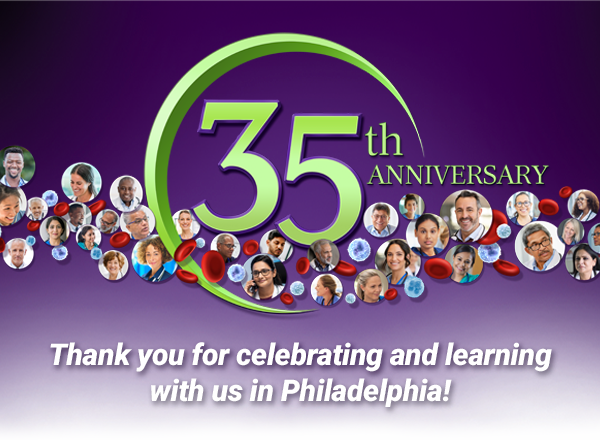 35th
ANNIVERSARY
Thank you for celebrating and learning
with us in Philadelphia!